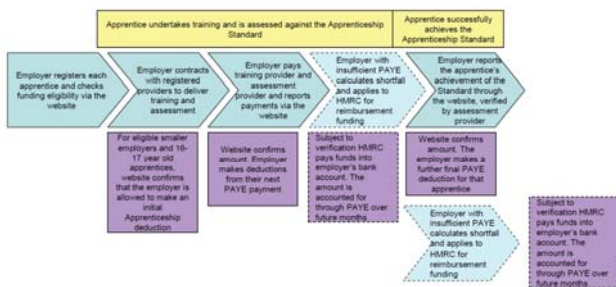 Apprentice undertakes training and is assessed against the Apprenticeship
Standard
Apprentice successfully
achieves the
Apprenticeship Standard
Employer registers each
apprentice and checks
funding eligibility via the
website
Employer contracts
with registered
providers to deliver
training and
assessment
Employer pays
training provider and
assessment
provider and reports
payments via the
website
Employer with
insufficient PAYE
calculates shortfall
and applies to
HMRC for
reimbursement
funding
Employer reports
the apprentice's
achievement of the
Standard through
the website, verified
by assessment
provider
For eligible smaller
employers and 16-
17 year old
apprentices,
website confirms
that the employer is
allowed to make an
initial
Apprenticeship
deduction
Website confirms
amount. Employer
makes deductions
from their next
PAYE payment
Subject to
verification HMRC
pays funds into
employer's bank
account. The
amount is
accounted for
through PAYE over
future months
Website confirms
amount. The
employer makes a
further final PAYE
deduction for that
apprentice
Employer with
insufficient PAYE
calculates shortfall
and applies to
HMRC for
reimbursement
funding
Subject to
verification HMRC
pays funds into
employer's bank
account. The
amount is
accounted for
through PAYE over
future months